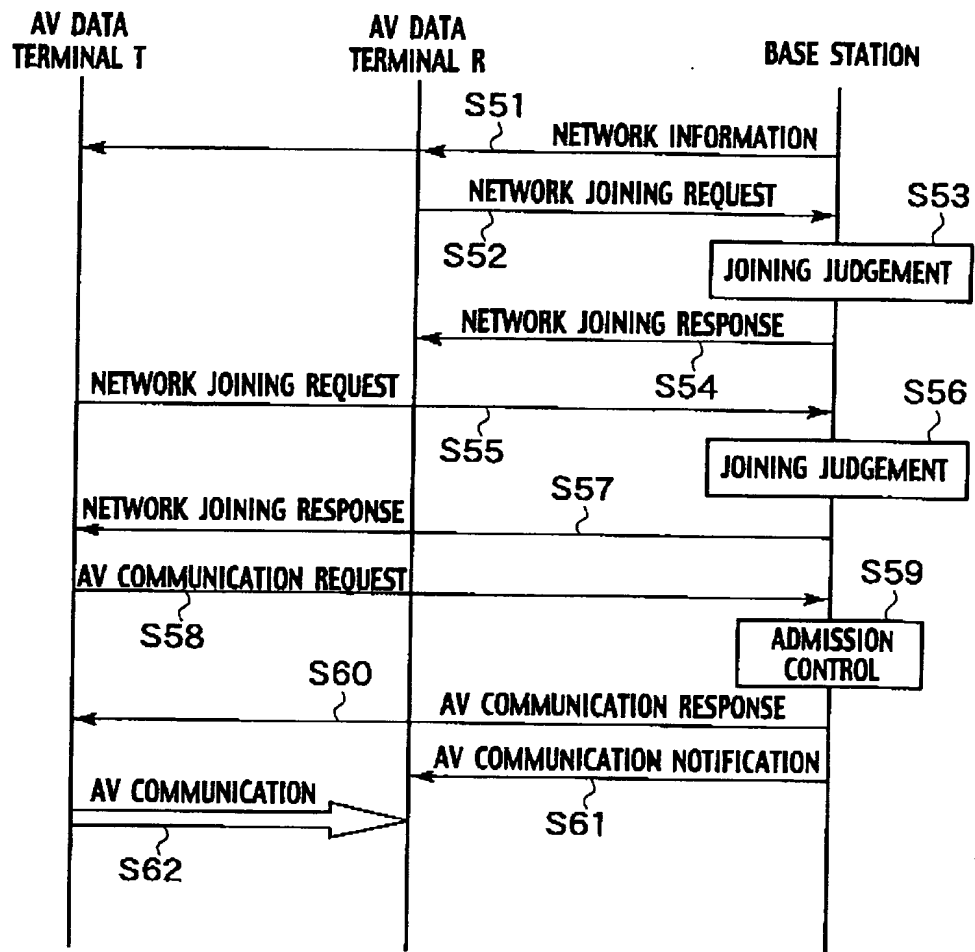 AV DATA
TERMINAL T
AV DATA
TERMINAL R
BASE STATION
S51
NETWORK INFORMATION
NETWORK JOINING REQUEST
S52
S53
JOINING JUDGEMENT
NETWORK JOINING RESPONSE
S54
NETWORK JOINING REQUEST
S55
S56
JOINING JUDGEMENT
S57
NETWORK JOINING RESPONSE
AV COMMUNICATION REQUEST
S58
S59
ADMISSION
CONTROL
S60
AV COMMUNICATION RESPONSE
AV COMMUNICATION NOTIFICATION
S61
AV COMMUNICATION
S62